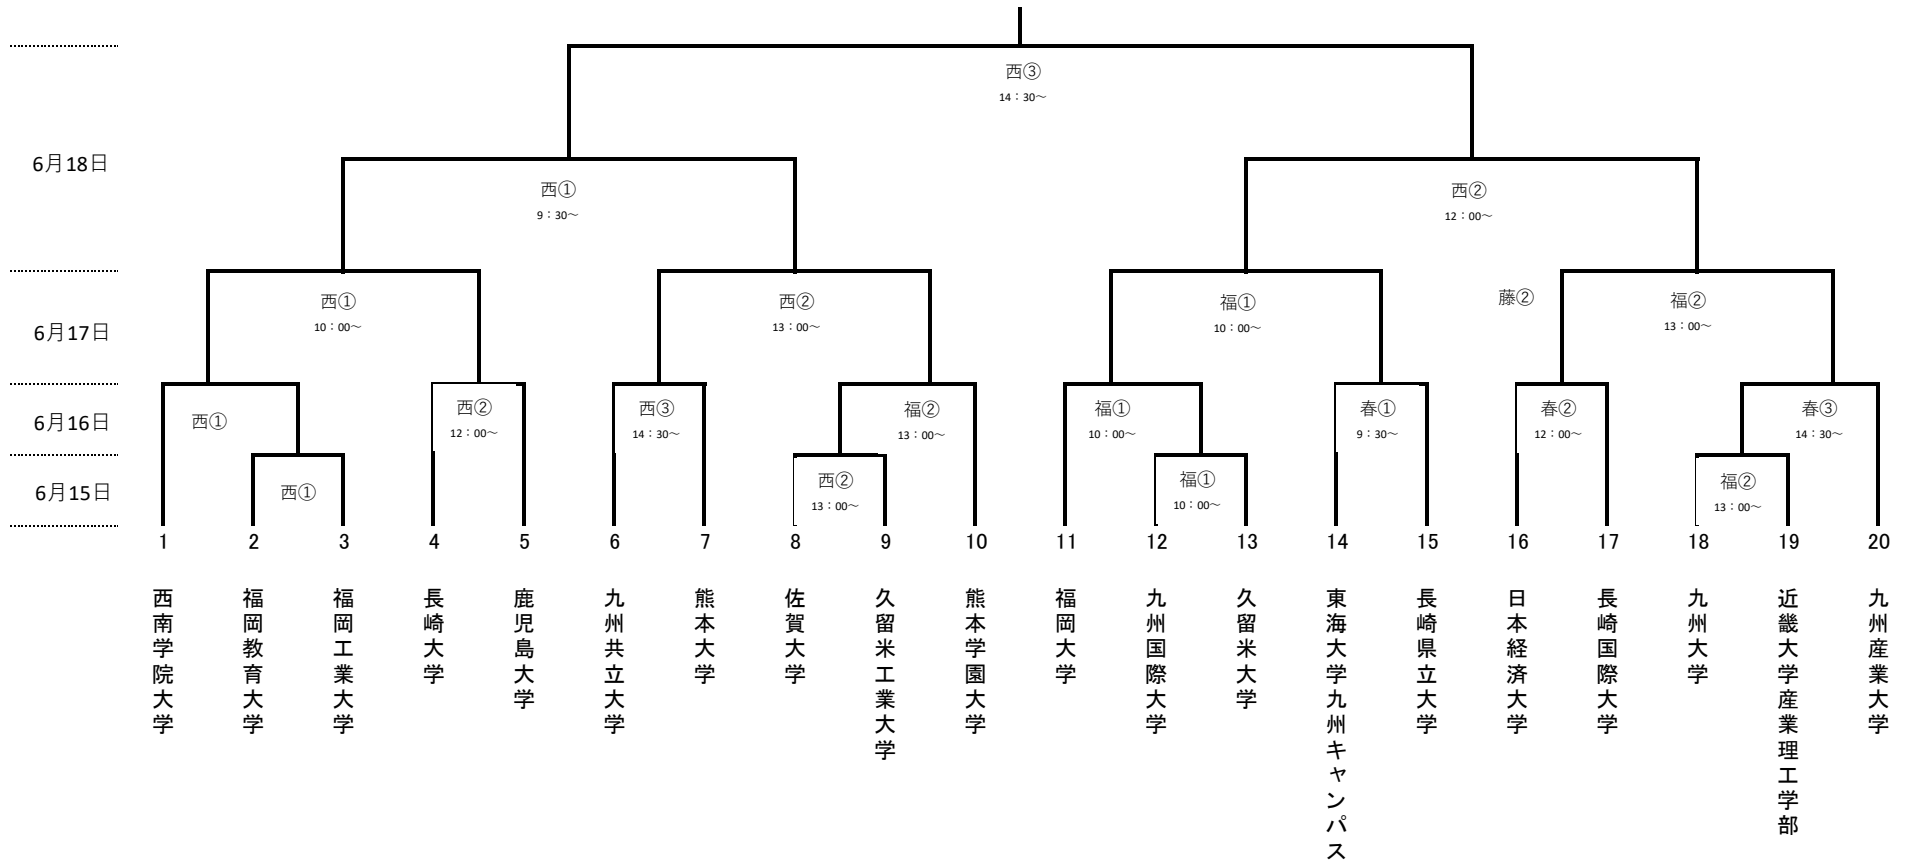 西③
14：30～
6月18日
西①
9：30～
西②
12：00～
6月17日
西①
10：00～
西②
13：00～
福①
10：00～
藤②
福②
13：00～
6月16日
西①
西②
12：00～
西③
14：30～
福②
13：00～
福①
10：00～
春①
9：30～
春②
12：00～
春③
14：30～
6月15日
西①
西②
13：00～
福①
10：00～
福②
13：00～
1 2 3 4 5 6 7 8 9 10 11 12 13 14 15 16 17 18 19 20
西南学院大学
福岡教育大学
福岡工業大学
長崎大学
鹿児島大学
九州共立大学
熊本大学
佐賀大学
久留米工業大学
熊本学園大学
福岡大学
九州国際大学
久留米大学
東海大学九州キャンパス
長崎県立大学
日本経済大学
長崎国際大学
九州大学
近畿大学産業理工学部
九州産業大学